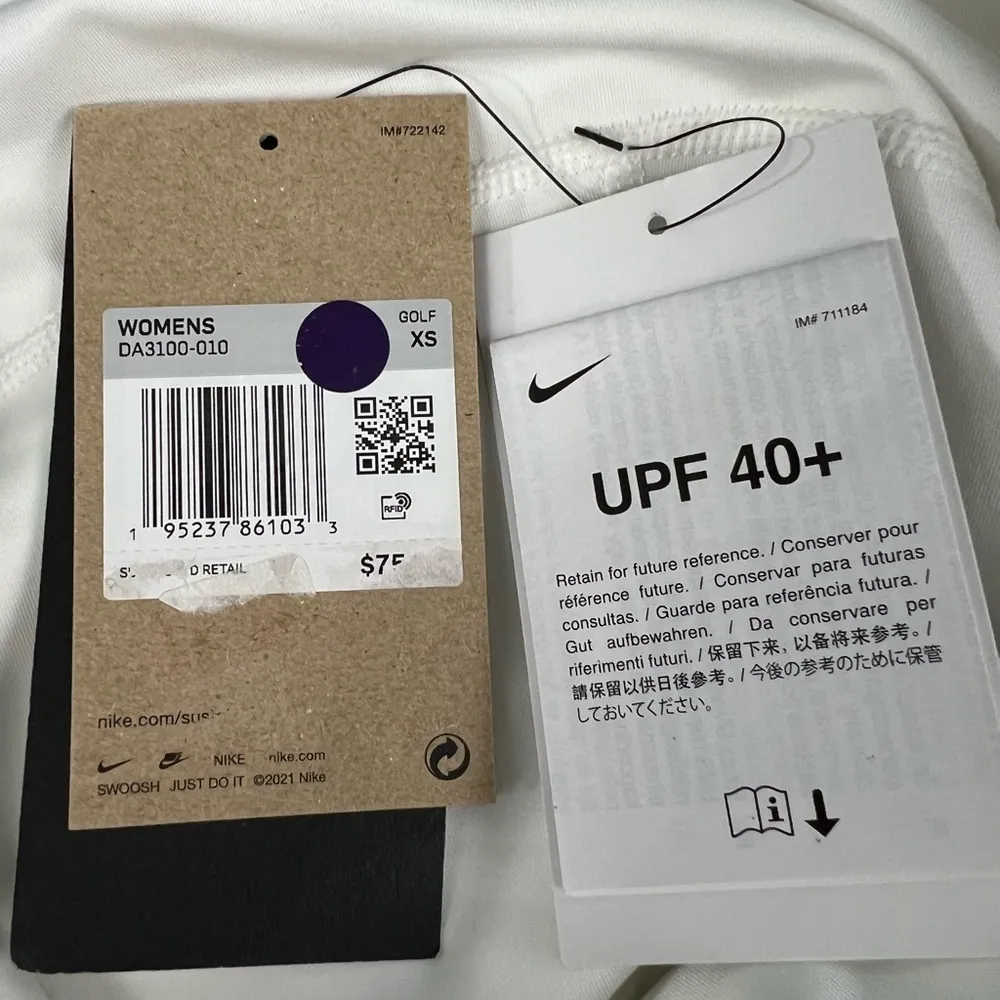 IM#722142
WOMENS
DA3100-010
GOLF
XS
RFID
1 95237 86103 3
D RETAIL
$75
nike.com/sus
NIKE nike.com
SWOOSH JUST DO IT ©2021 Nike
IM# 711184
UPF 40+
Retain for future reference. / Conserver pour
référence future. / Conservar para futuras
consultas. / Guarde para referência futura. /
Gut aufbewahren. / Da conservare per
riferimenti futuri. / 保留下来，以备将来参考。/
請保留以供日後參考。/ 今後の参考のために保管
しておいてください。
i